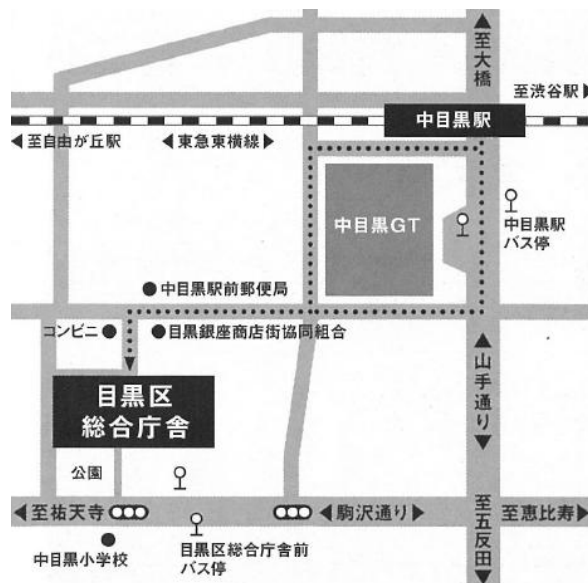 至大橋
至渋谷駅
中目黒駅
至自由が丘駅
東急東横線
中目黒GT
中目黒駅
バス停
中目黒駅前郵便局
コンビニ
目黒銀座商店街協同組合
山手通り
目黒区
総合庁舎
公園
至祐天寺
駒沢通り
至五反田
至恵比寿
中目黒小学校
目黒区総合庁舎前
バス停